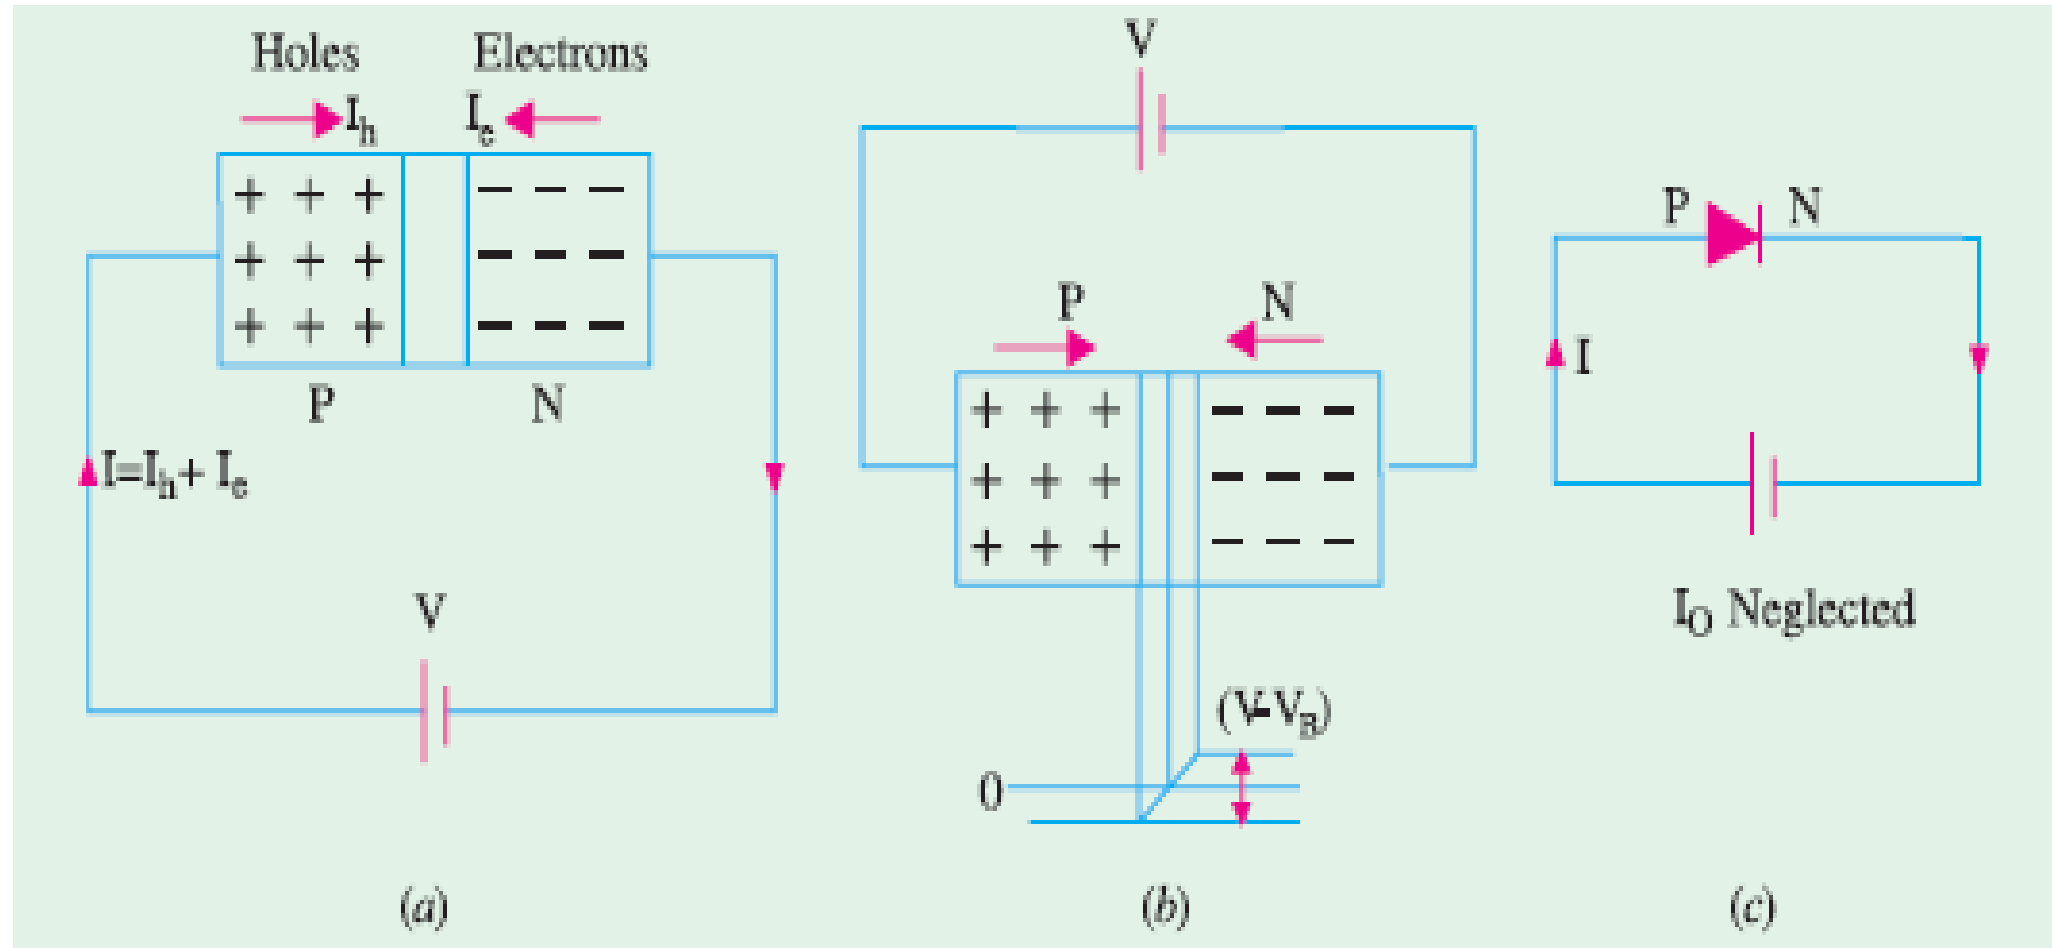 Holes Electrons
Ih Ie
+ + + − − −
+ + + − − −
+ + + − − −
P N
I=Ih+ Ie
V
(a)
V
P N
+ + + − − −
+ + + − − −
+ + + − − −
(V-VB)
0
(b)
P N
I
IO Neglected
(c)